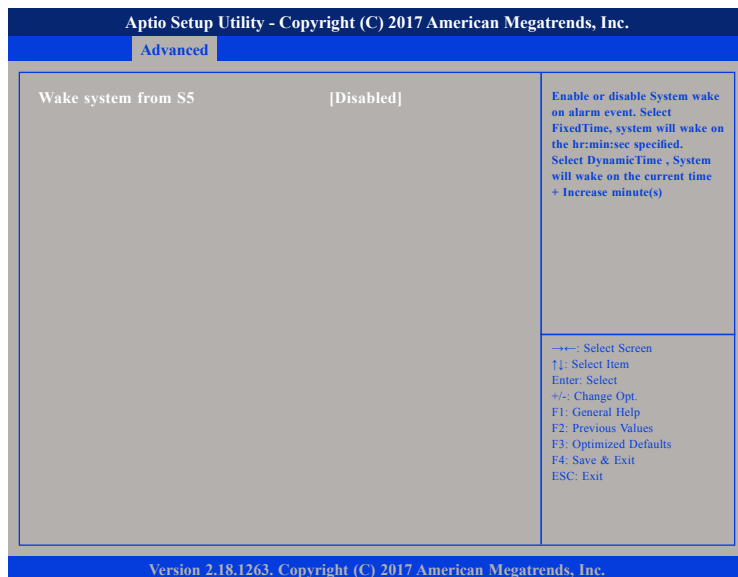 Aptio Setup Utility - Copyright (C) 2017 American Megatrends, Inc.
Advanced
Wake system from S5 [Disabled]
Enable or disable System wake
on alarm event. Select
FixedTime, system will wake on
the hr:min:sec specified.
Select DynamicTime , System
will wake on the current time
+ Increase minute(s)
→←: Select Screen
↑↓: Select Item
Enter: Select
+/-: Change Opt.
F1: General Help
F2: Previous Values
F3: Optimized Defaults
F4: Save & Exit
ESC: Exit
Version 2.18.1263. Copyright (C) 2017 American Megatrends, Inc.